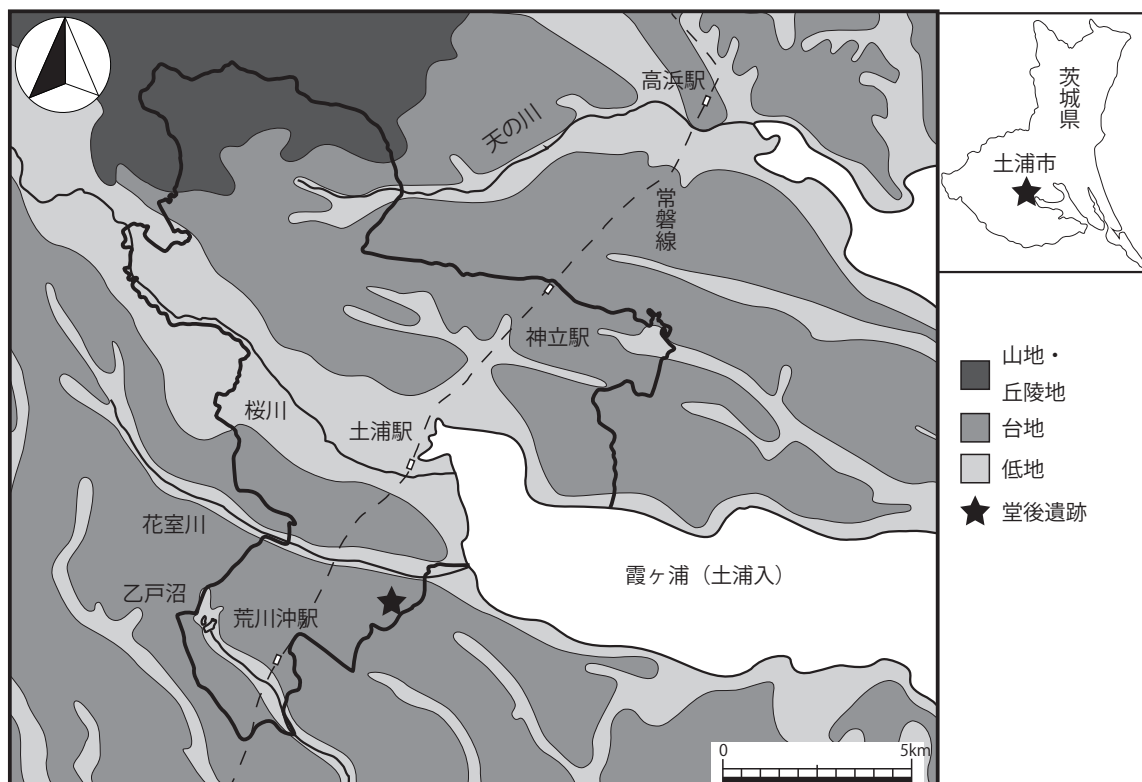 高浜駅
天の川
常磐線
神立駅
桜川
土浦駅
花室川
乙戸沼
荒川沖駅
霞ヶ浦（土浦入）
0
5km
茨城県
土浦市
山地・
丘陵地
台地
低地
堂後遺跡